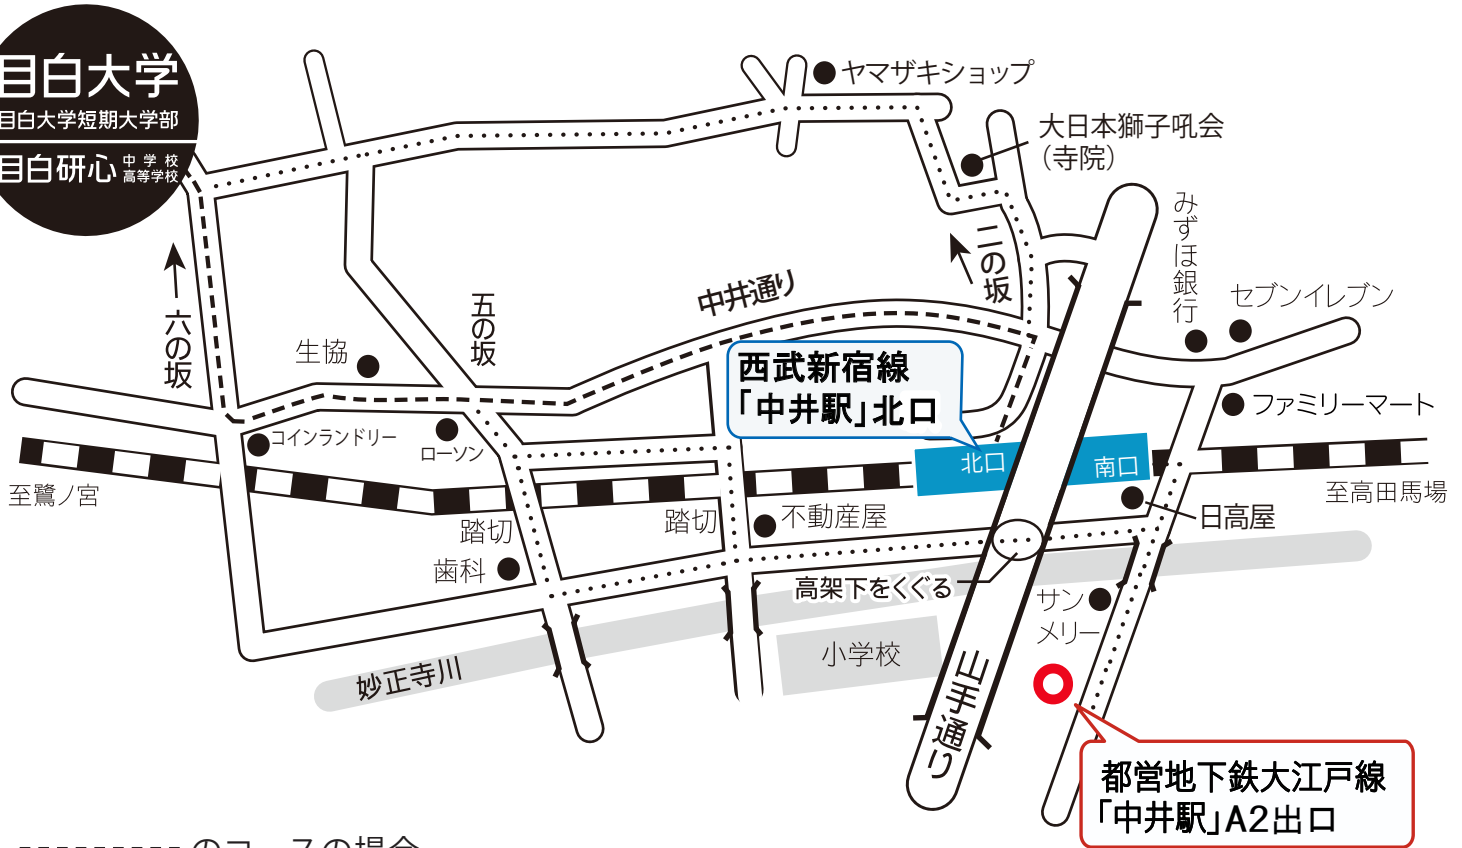 目白大学
目白大学短期大学部
目白研心 中学校
高等学校
ヤマザキショップ
大日本獅子吼会
（寺院）
みずほ銀行
セブンイレブン
二の坂
中井通り
五の坂
六の坂
生協
西武新宿線
「中井駅」北口
ファミリーマート
コインランドリー
ローソン
北口
南口
至鷺ノ宮
至高田馬場
踏切
踏切
不動産屋
日高屋
歯科
高架下をくぐる
サン
メリー
小学校
妙正寺川
山手通り
都営地下鉄大江戸線
「中井駅」A2出口
のコースの場合